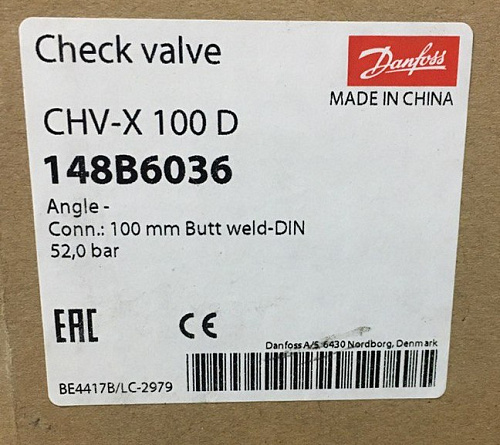 Check valve
Danfoss
MADE IN CHINA
CHV-X 100 D
148B6036
Angle -
Conn.: 100 mm Butt weld-DIN
52,0 bar
EAC
CE
Danfoss A/S, 6430 Nordborg, Denmark
BE4417B/LC-2979